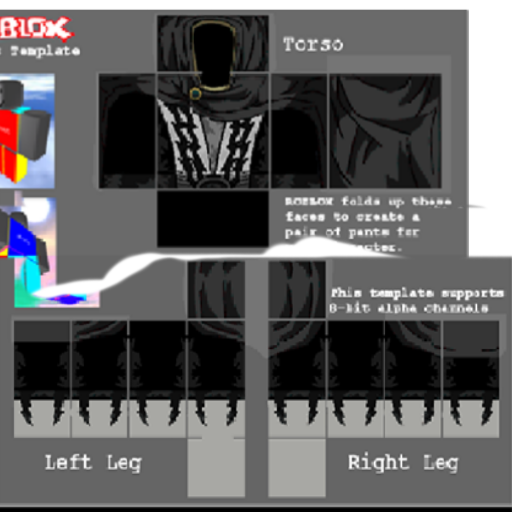 BLOX
Template
Torso
ROBLOX folds up these
faces to create a
pair of pants for
This template supports
8-bit alpha channels
Left Leg
Right Leg